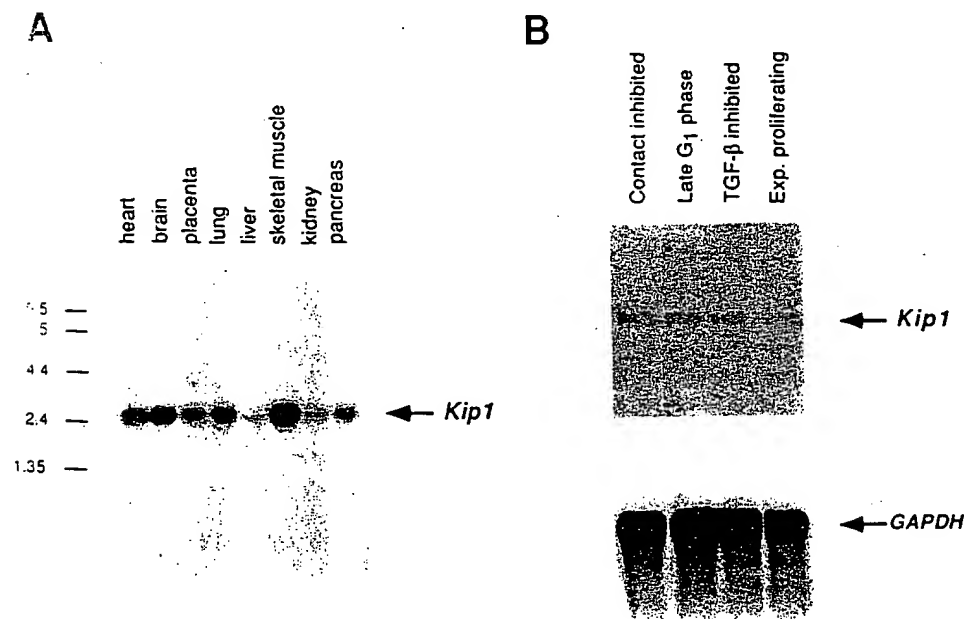 A
heart
brain
placenta
lung
liver
skeletal muscle
kidney
pancreas
5
5
4 4
2.4
1.35
Kip1
B
Contact inhibited
Late G1 phase
TGF-β inhibited
Exp. proliferating
Kip1
GAPDH